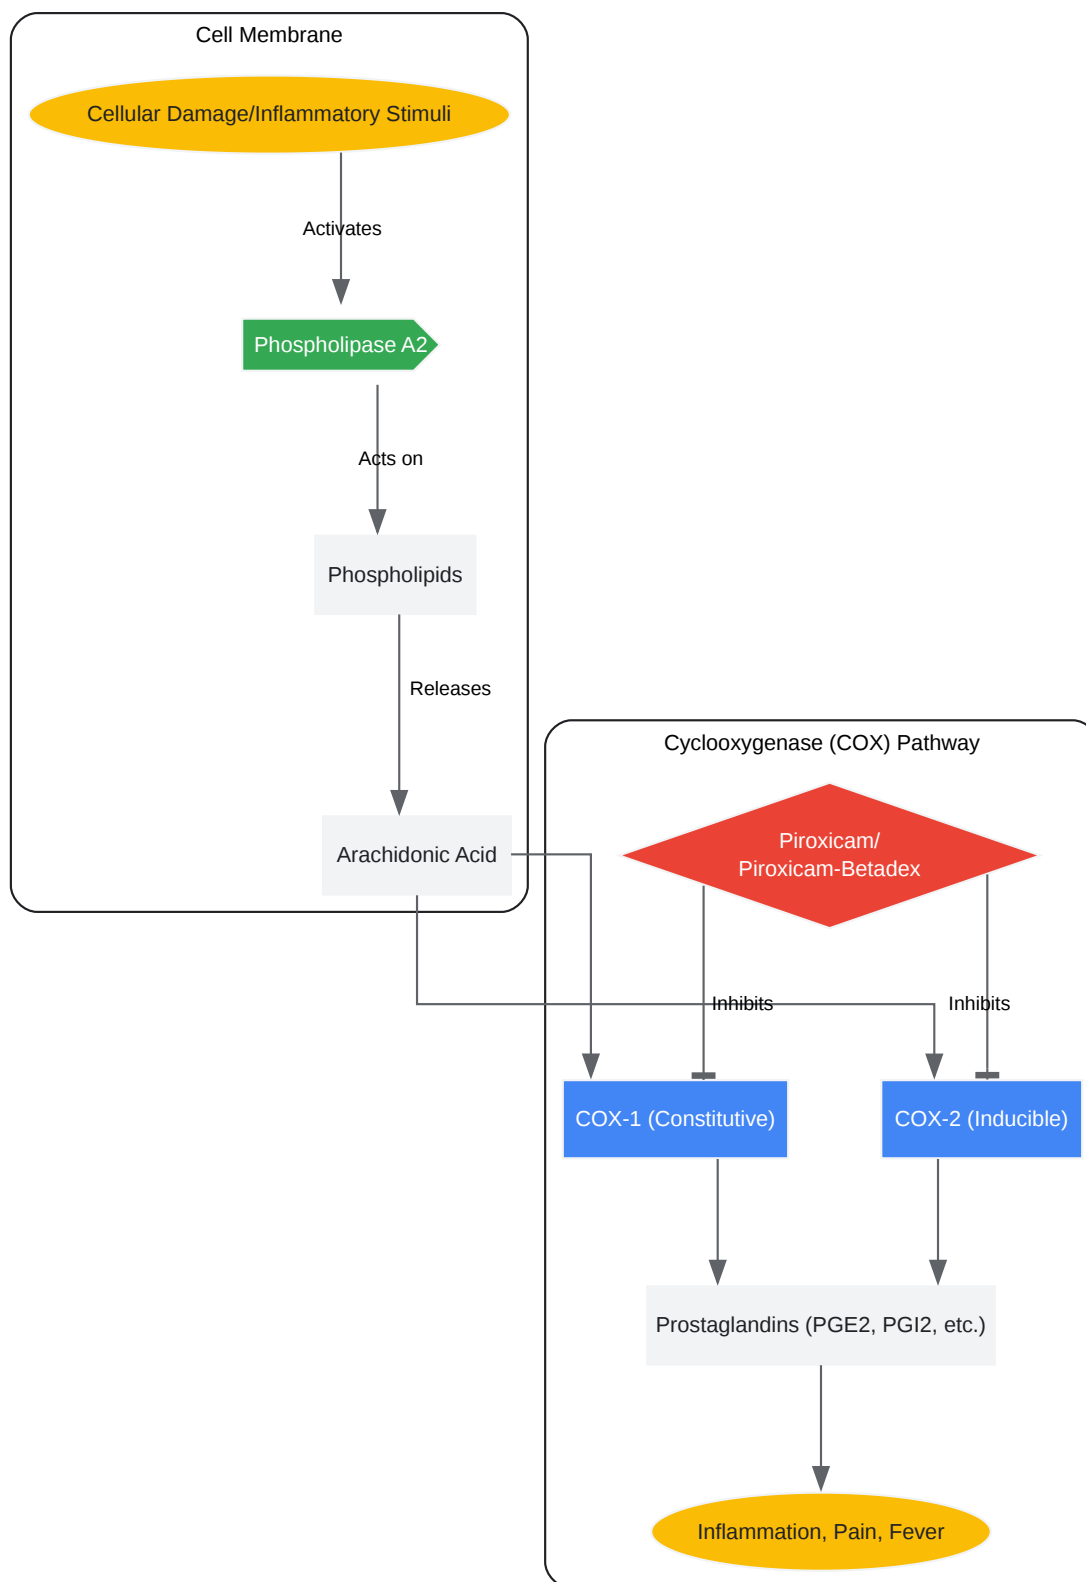 Cell Membrane
Cellular Damage/Inflammatory Stimuli
Activates
Phospholipase A2
Acts on
Phospholipids
Releases
Arachidonic Acid
Cyclooxygenase (COX) Pathway
Piroxicam/
Piroxicam-Betadex
Inhibits
Inhibits
COX-1 (Constitutive)
COX-2 (Inducible)
Prostaglandins (PGE2, PGI2, etc.)
Inflammation, Pain, Fever